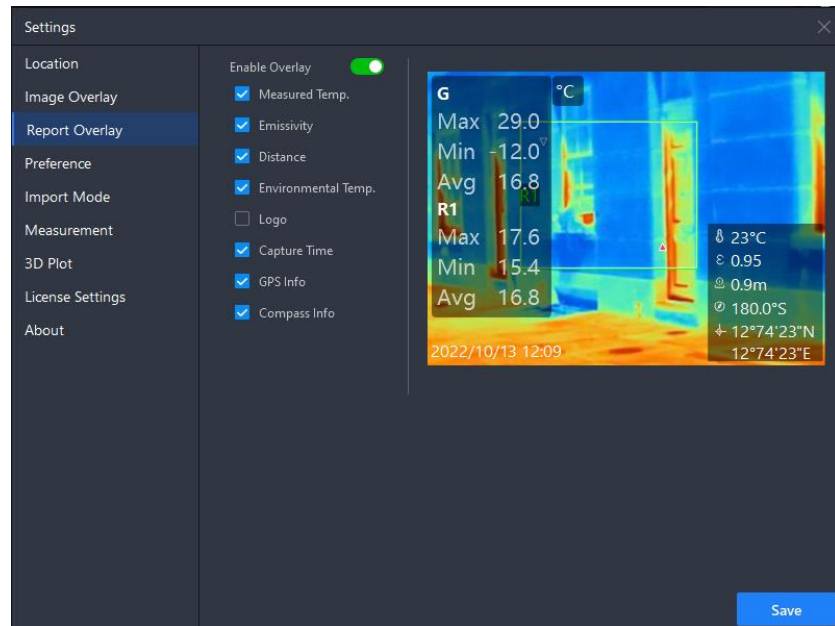 Settings
Location
Image Overlay
Report Overlay
Preference
Import Mode
Measurement
3D Plot
License Settings
About
Enable Overlay
Measured Temp.
Emissivity
Distance
Environmental Temp.
Logo
Capture Time
GPS Info
Compass Info
G
°C
Max 29.0
Min -12.0
Avg 16.8
R1
R1
Max 17.6
Min 15.4
Avg 16.8
2022/10/13 12:09
23°C
ε 0.95
0.9m
180.0°S
12°74'23"N
12°74'23"E
Save